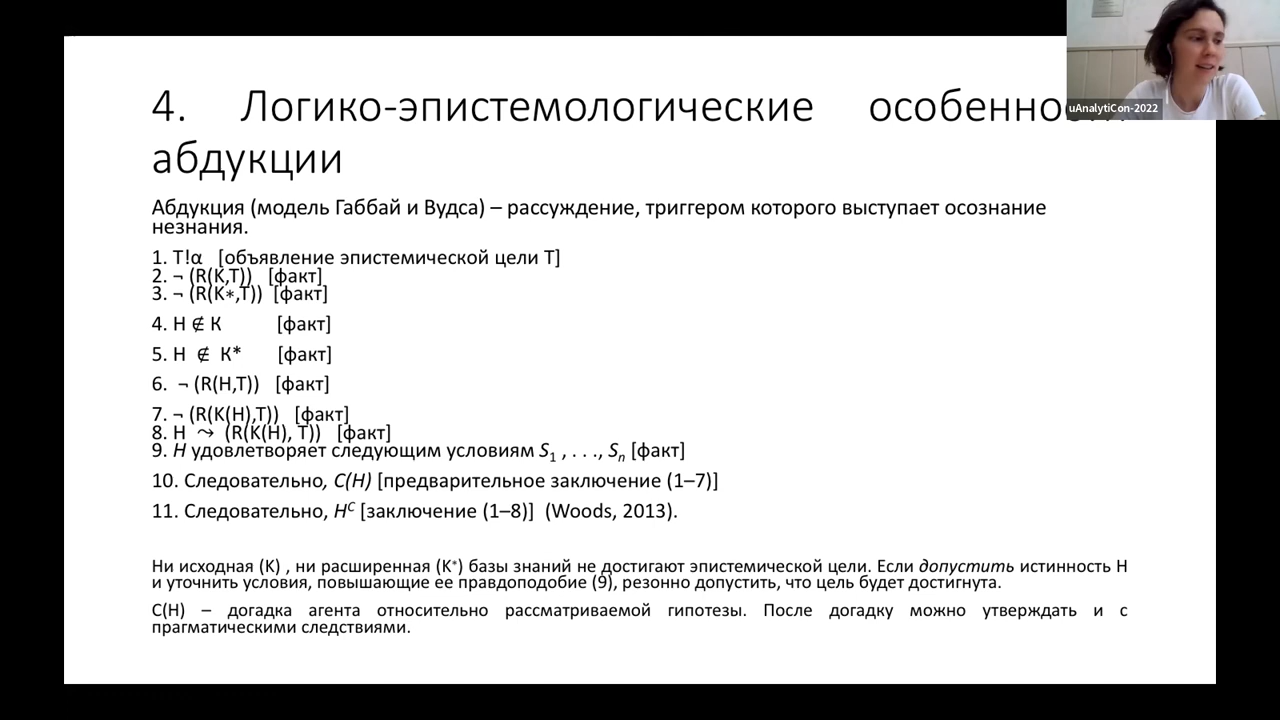 4. Логико-эпистемологические
uAnalytiCon-2022
абдукции
Абдукция (модель Габбай и Вудса) – рассуждение, триггером которого выступает осознание
незнания.
1. T!α [объявление эпистемической цели T]
2. ¬ (R(K,T)) [факт]
3. ¬ (R(K∗,T)) [факт]
4. H ∉ K [факт]
5. H ∉ K* [факт]
6. ¬ (R(H,T)) [факт]
7. ¬ (R(K(H),T)) [факт]
8. H ⤳ (R(K(H), T)) [факт]
9. H удовлетворяет следующим условиям S1 , . . ., Sn [факт]
10. Следовательно, C(H) [предварительное заключение (1–7)]
11. Следовательно, Hᶜ [заключение (1–8)] (Woods, 2013).
Ни исходная (K) , ни расширенная (K*) базы знаний не достигают эпистемической цели. Если допустить истинность H
и уточнить условия, повышающие ее правдоподобие (9), резонно допустить, что цель будет достигнута.
C(H) – догадка агента относительно рассматриваемой гипотезы. После догадку можно утверждать и с
прагматическими следствиями.